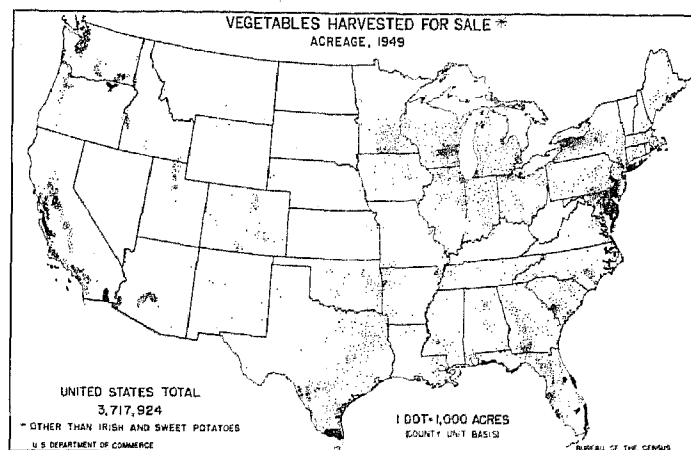 VEGETABLES HARVESTED FOR SALE *
ACREAGE, 1949
UNITED STATES TOTAL
3,717,924
* OTHER THAN IRISH AND SWEET POTATOES
U S DEPARTMENT OF COMMERCE
1 DOT=1,000 ACRES
(COUNTY UNIT BASIS)
BUREAU OF THE CENSUS